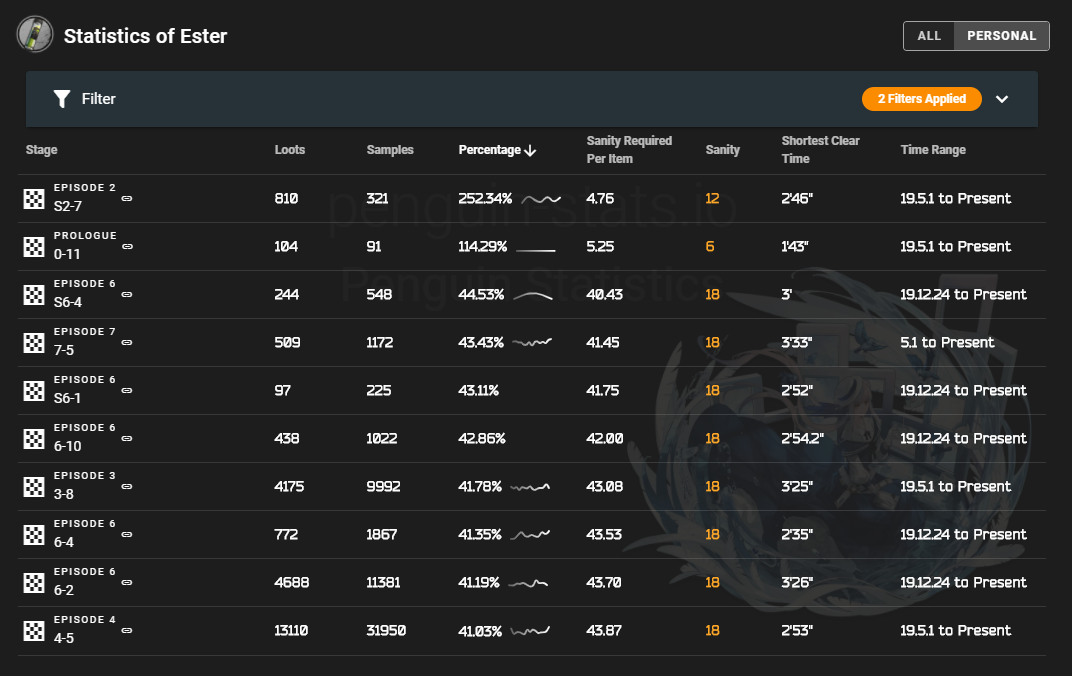 Statistics of Ester
ALL PERSONAL
Filter
2 Filters Applied
Stage Loots Samples Percentage Sanity Required Per Item Sanity Shortest Clear Time Time Range
EPISODE 2
S2-7 810 321 252.34% 4.76 12 2'46" 19.5.1 to Present
penguin-stats.io
PROLOGUE
0-11 104 91 114.29% 5.25 6 1'43" 19.5.1 to Present
Penguin Statistics
EPISODE 6
S6-4 244 548 44.53% 40.43 18 3' 19.12.24 to Present
EPISODE 7
7-5 509 1172 43.43% 41.45 18 3'33" 5.1 to Present
EPISODE 6
S6-1 97 225 43.11% 41.75 18 2'52" 19.12.24 to Present
EPISODE 6
6-10 438 1022 42.86% 42.00 18 2'54.2" 19.12.24 to Present
EPISODE 3
3-8 4175 9992 41.78% 43.08 18 3'25" 19.5.1 to Present
EPISODE 6
6-4 772 1867 41.35% 43.53 18 2'35" 19.12.24 to Present
EPISODE 6
6-2 4688 11381 41.19% 43.70 18 3'26" 19.12.24 to Present
EPISODE 4
4-5 13110 31950 41.03% 43.87 18 2'53" 19.5.1 to Present